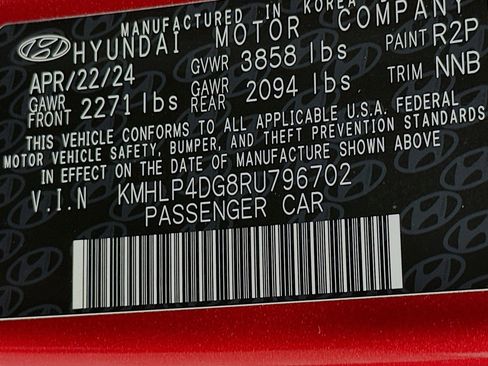 MANUFACTURED IN KOREA
HYUNDAI MOTOR COMPANY
APR/22/24 GVWR 3858 lbs PAINT R2P
GAWR FRONT 2271 lbs GAWR REAR 2094 lbs TRIM NNB
THIS VEHICLE CONFORMS TO ALL APPLICABLE U.S.A. FEDERAL
MOTOR VEHICLE SAFETY, BUMPER, AND THEFT PREVENTION STANDARDS
IN EFFECT ON THE DATE OF MANUFACTURE SHOWN ABOVE
V.I.N KMHLP4DG8RU796702
PASSENGER CAR